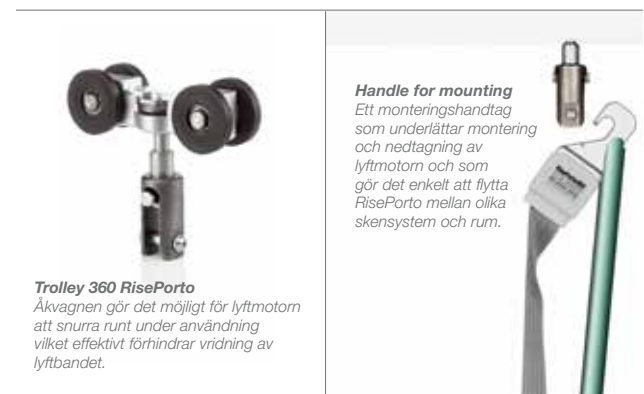 Trolley 360 RisePorto
Åkvagnen gör det möjligt för lyftmotorn
att snurra runt under användning
vilket effektivt förhindrar vridning av
lyftbandet.
Handle for mounting
Ett monteringshandtag
som underlättar montering
och nedtagning av
lyftmotorn och som
gör det enkelt att flytta
RisePorto mellan olika
skensystem och rum.